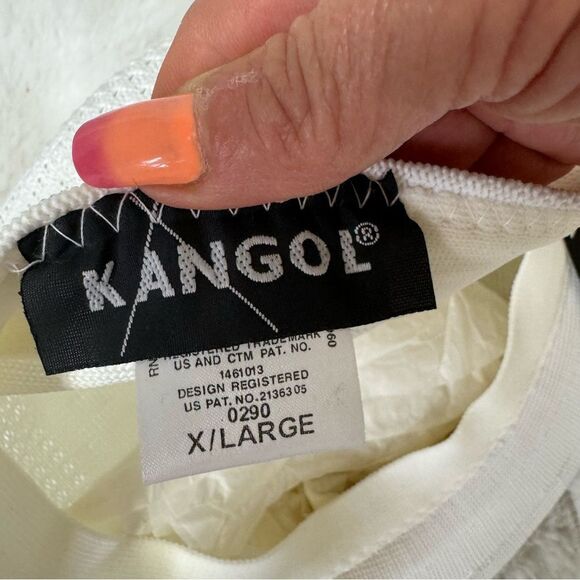 KANGOL®
REGISTERED TRADEMARK
US AND CTM PAT. NO.
1461013
DESIGN REGISTERED
US PAT. NO. 2136305
0290
X/LARGE